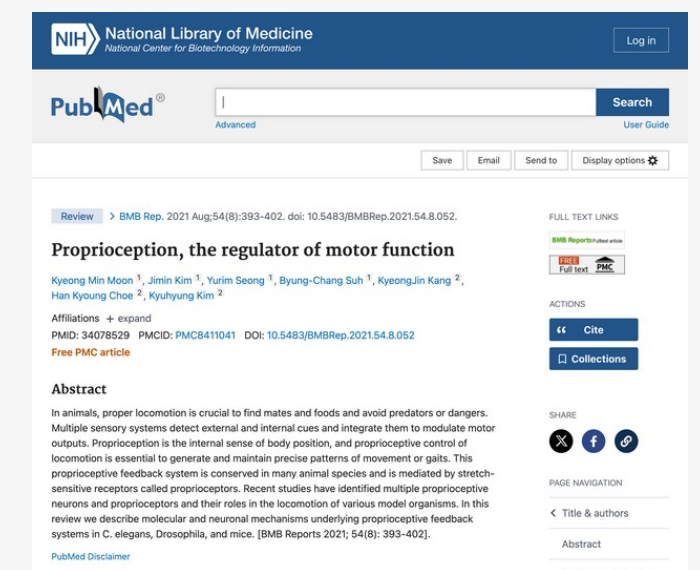 NIH National Library of Medicine
National Center for Biotechnology Information
Log in
PubMed®
Search
Advanced
User Guide
Save Email Send to Display options
Review > BMB Rep. 2021 Aug;54(8):393-402. doi: 10.5483/BMBRep.2021.54.8.052.
Proprioception, the regulator of motor function
Kyeong Min Moon 1, Jimin Kim 1, Yurim Seong 1, Byung-Chang Suh 1, KyeongJin Kang 2,
Han Kyoung Choe 2, Kyuhyung Kim 2
Affiliations + expand
PMID: 34078529 PMCID: PMC8411041 DOI: 10.5483/BMBRep.2021.54.8.052
Free PMC article
Abstract
In animals, proper locomotion is crucial to find mates and foods and avoid predators or dangers.
Multiple sensory systems detect external and internal cues and integrate them to modulate motor
outputs. Proprioception is the internal sense of body position, and proprioceptive control of
locomotion is essential to generate and maintain precise patterns of movement or gaits. This
proprioceptive feedback system is conserved in many animal species and is mediated by stretch-
sensitive receptors called proprioceptors. Recent studies have identified multiple proprioceptive
neurons and proprioceptors and their roles in the locomotion of various model organisms. In this
review we describe molecular and neuronal mechanisms underlying proprioceptive feedback
systems in C. elegans, Drosophila, and mice. [BMB Reports 2021; 54(8): 393-402].
PubMed Disclaimer
FULL TEXT LINKS
BMB Reports Fulltext article
FREE
Full text PMC
ACTIONS
Cite
Collections
SHARE
PAGE NAVIGATION
< Title & authors
Abstract